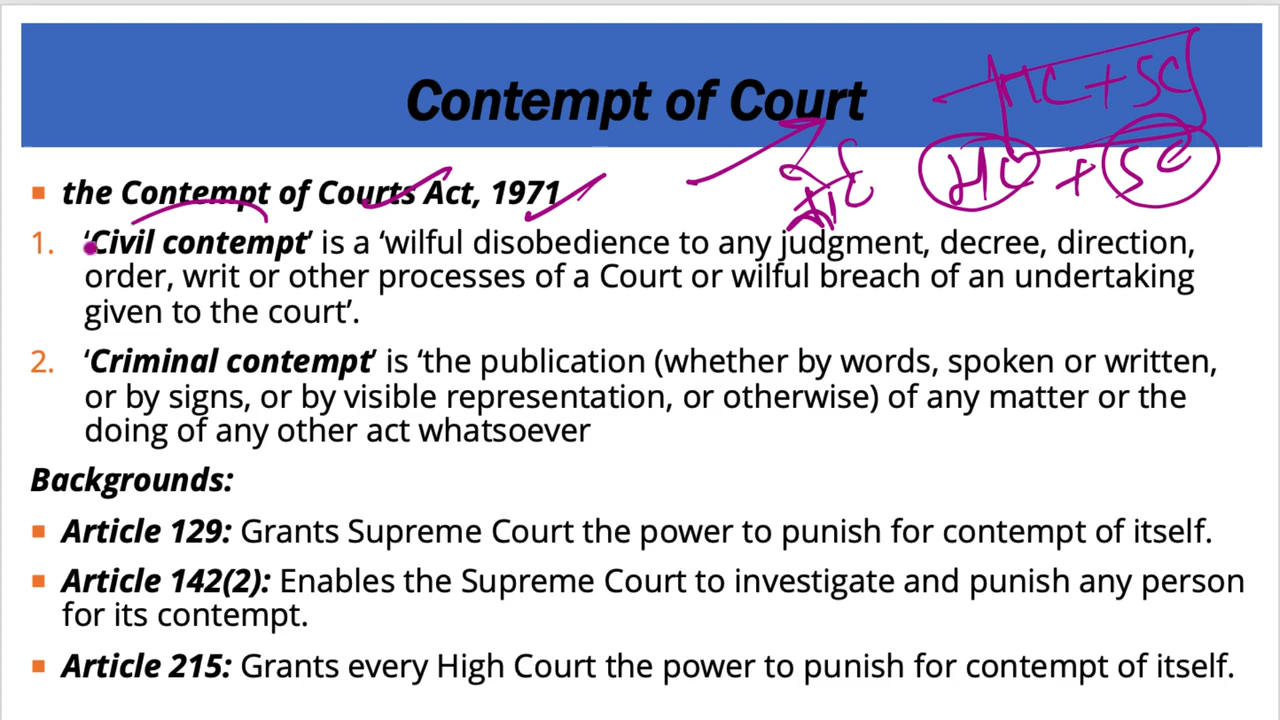 Contempt of Court
HC + SC
HC + SC
▪ the Contempt of Courts Act, 1971
1. ‘Civil contempt’ is a ‘wilful disobedience to any judgment, decree, direction,
order, writ or other processes of a Court or wilful breach of an undertaking
given to the court’.
2. ‘Criminal contempt’ is ‘the publication (whether by words, spoken or written,
or by signs, or by visible representation, or otherwise) of any matter or the
doing of any other act whatsoever
Backgrounds:
▪ Article 129: Grants Supreme Court the power to punish for contempt of itself.
▪ Article 142(2): Enables the Supreme Court to investigate and punish any person
for its contempt.
▪ Article 215: Grants every High Court the power to punish for contempt of itself.